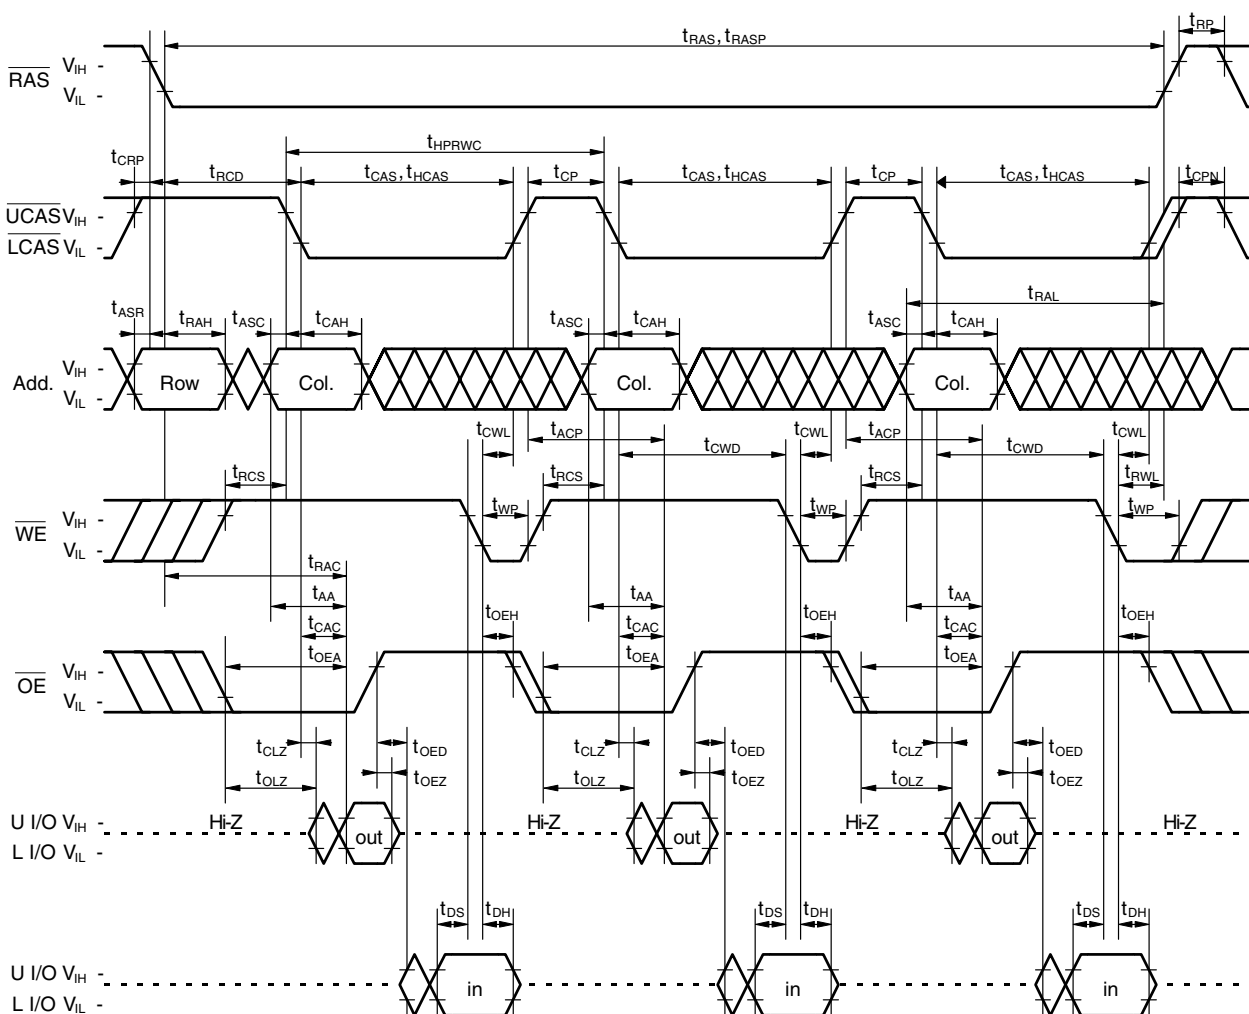 tRP
tRAS, tRASP
RAS VIH -
VIL -
tHPRWC
tCRP
tRCD tCAS, tHCAS tCP tCAS, tHCAS tCP tCAS, tHCAS tCPN
UCAS VIH -
LCAS VIL -
tRAL
tASR tRAH tASC tCAH tASC tCAH tASC tCAH
Add. VIH - Row Col. Col. Col.
VIL -
tCWL tACP tCWL tACP tCWL
tCWD tCWD
tRCS tRCS tRCS tRWL
WE VIH - tWP tWP tWP
VIL -
tRAC
tAA tAA tAA
tOEH tOEH tOEH
tCAC tCAC tCAC
tOEA tOEA tOEA
OE VIH -
VIL -
tCLZ tOED tCLZ tOED tCLZ tOED
tOLZ tOEZ tOLZ tOEZ tOLZ tOEZ
U I/O VIH - Hi-Z out Hi-Z out Hi-Z out Hi-Z
L I/O VIL -
tDS tDH tDS tDH tDS tDH
U I/O VIH - in in in
L I/O VIL -